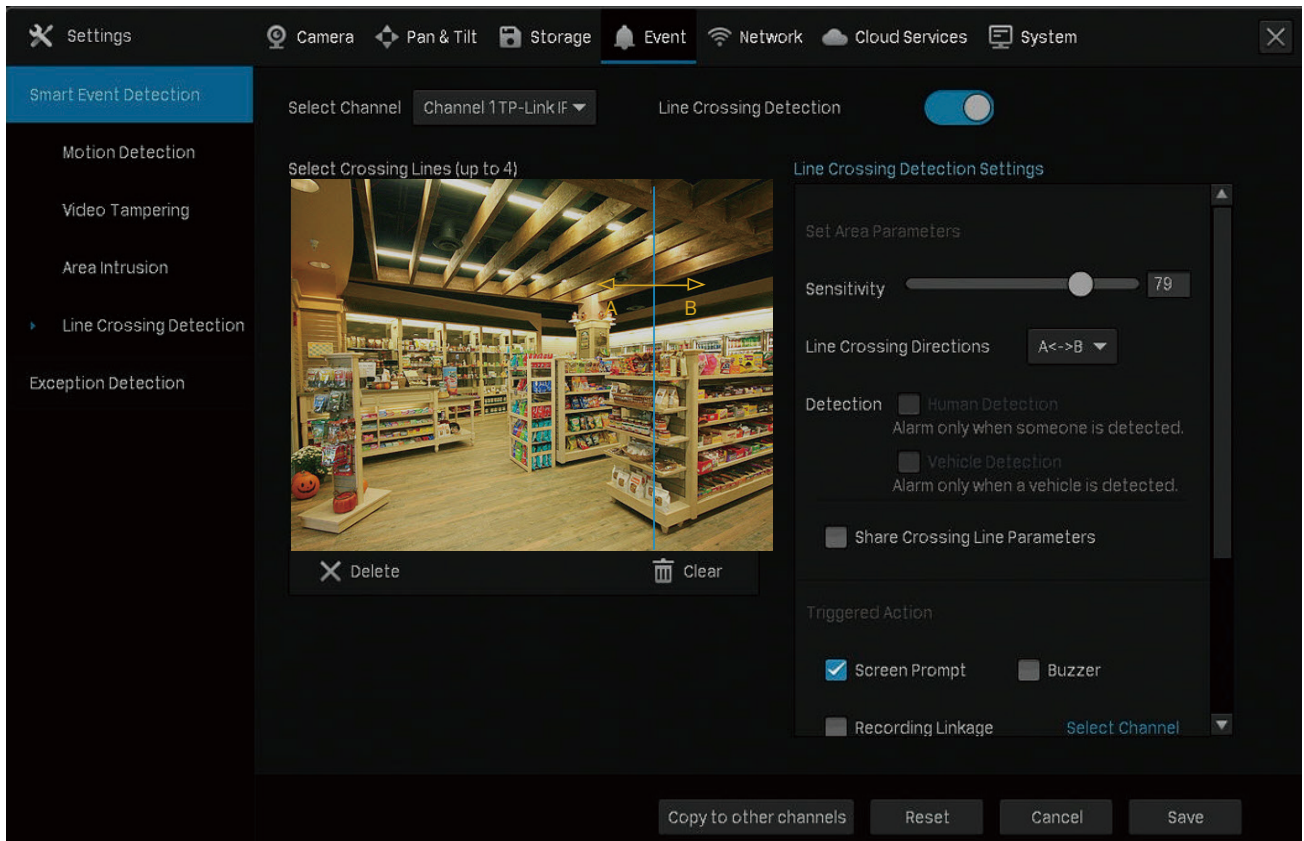 Settings
Camera Pan & Tilt Storage Event Network Cloud Services System
Smart Event Detection
Motion Detection
Video Tampering
Area Intrusion
Line Crossing Detection
Exception Detection
Select Channel Channel 1 TP-Link IF Line Crossing Detection
Select Crossing Lines (up to 4)
A B
Delete Clear
Line Crossing Detection Settings
Set Area Parameters
Sensitivity 79
Line Crossing Directions A<->B
Detection Human Detection
Alarm only when someone is detected.
Vehicle Detection
Alarm only when a vehicle is detected.
Share Crossing Line Parameters
Triggered Action
Screen Prompt Buzzer
Recording Linkage Select Channel
Copy to other channels Reset Cancel Save